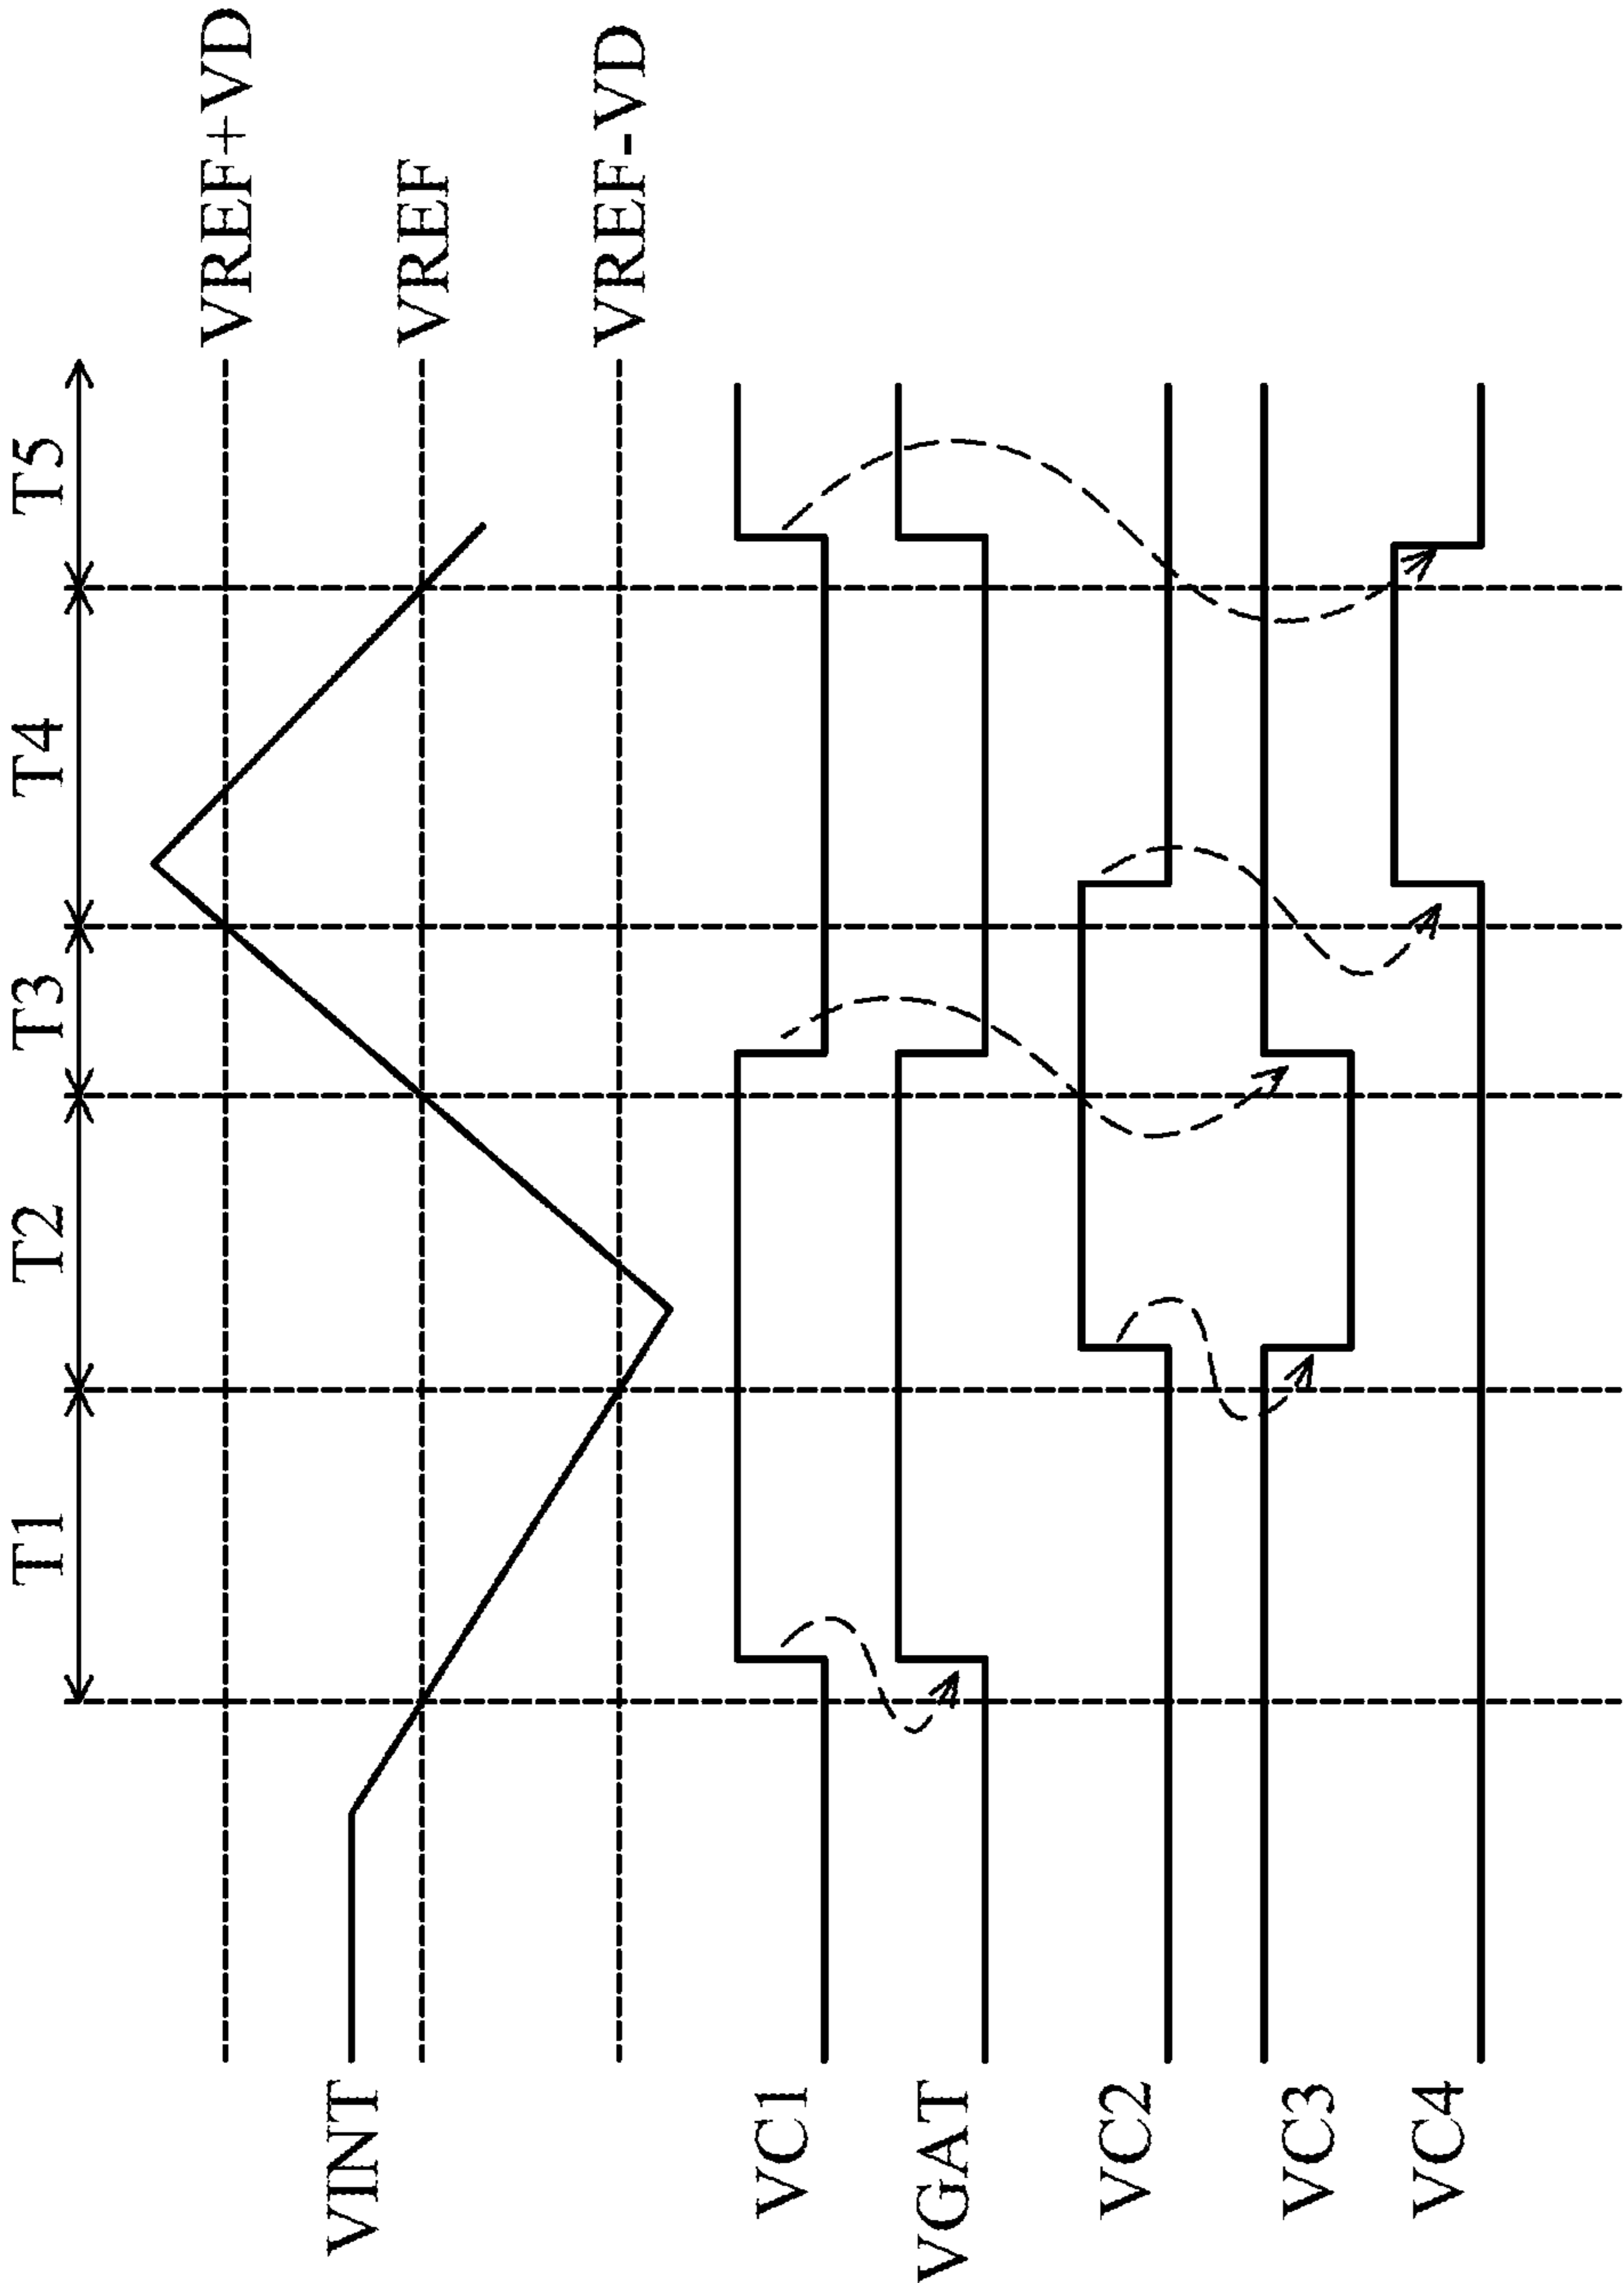 T1
T2
T3
T4
T5
VREF+VD
VINT
VREF
VREF-VD
VC1
VGAT
VC2
VC3
VC4